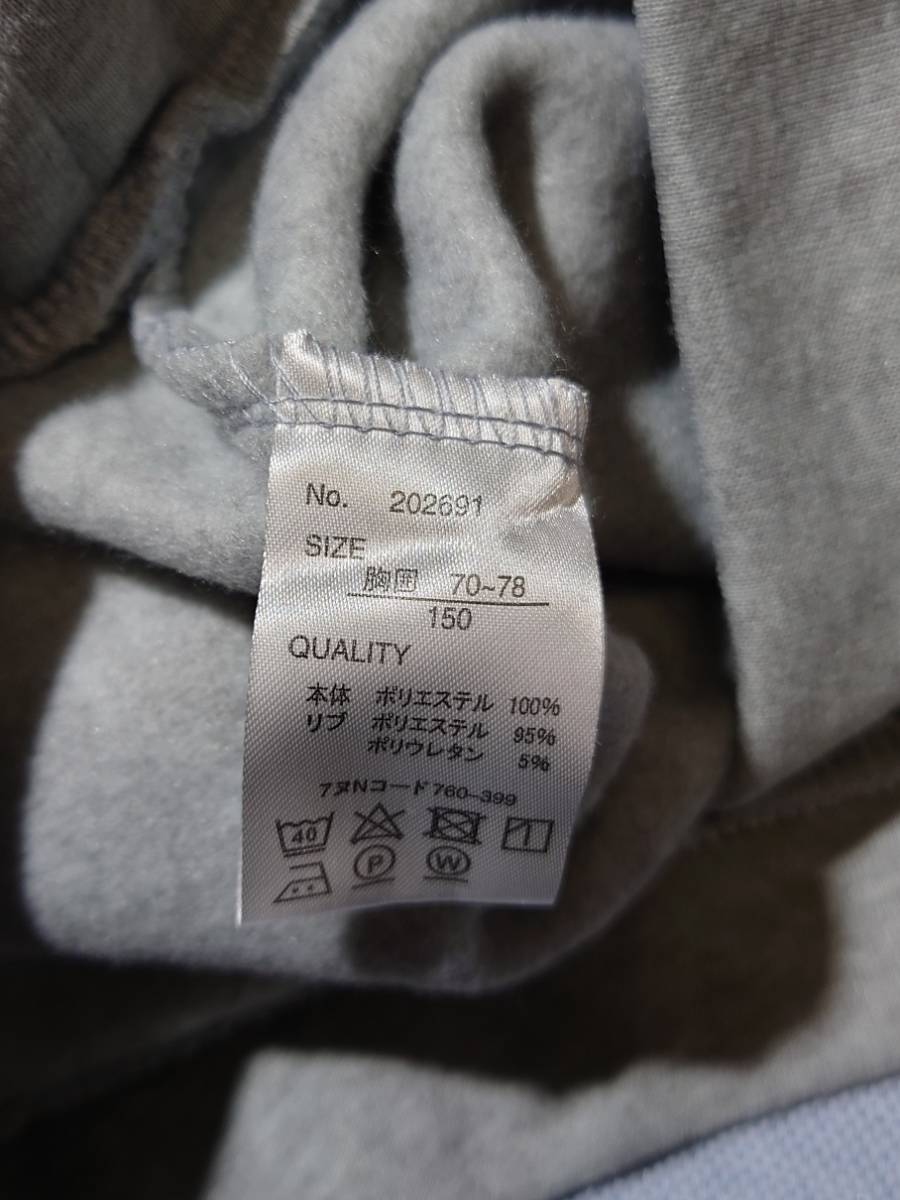 No. 202691
SIZE
胸囲 70~78
150
QUALITY
本体 ポリエステル 100%
リブ ポリエステル 95%
ポリウレタン 5%
7ヌNコード760-399
40
P W